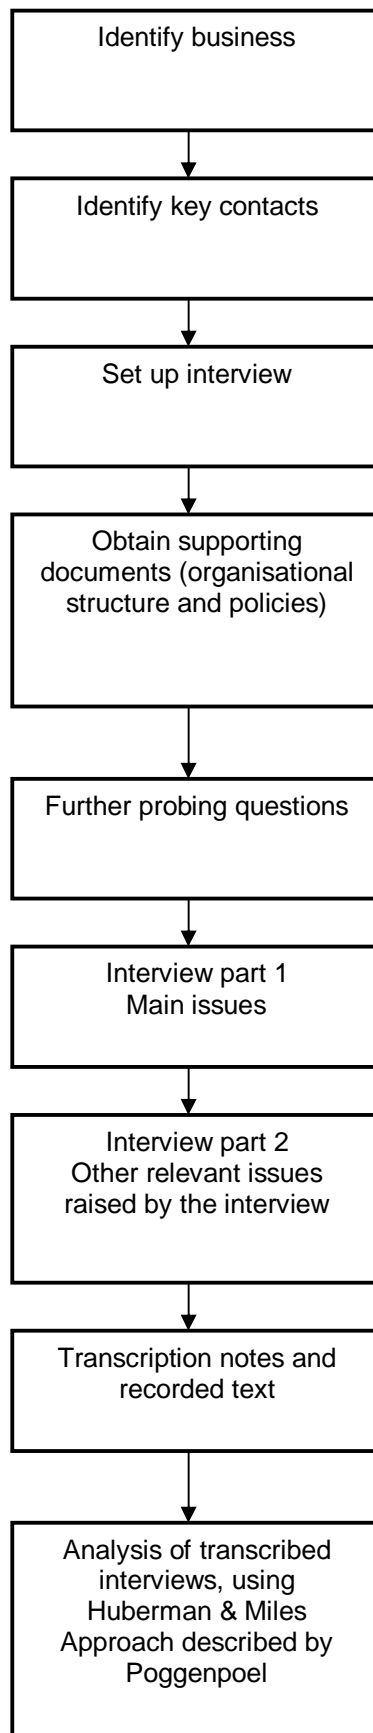 Identify business
Identify key contacts
Set up interview
Obtain supporting
documents (organisational
structure and policies)
Further probing questions
Interview part 1
Main issues
Interview part 2
Other relevant issues
raised by the interview
Transcription notes and
recorded text
Analysis of transcribed
interviews, using
Huberman & Miles
Approach described by
Poggenpoel